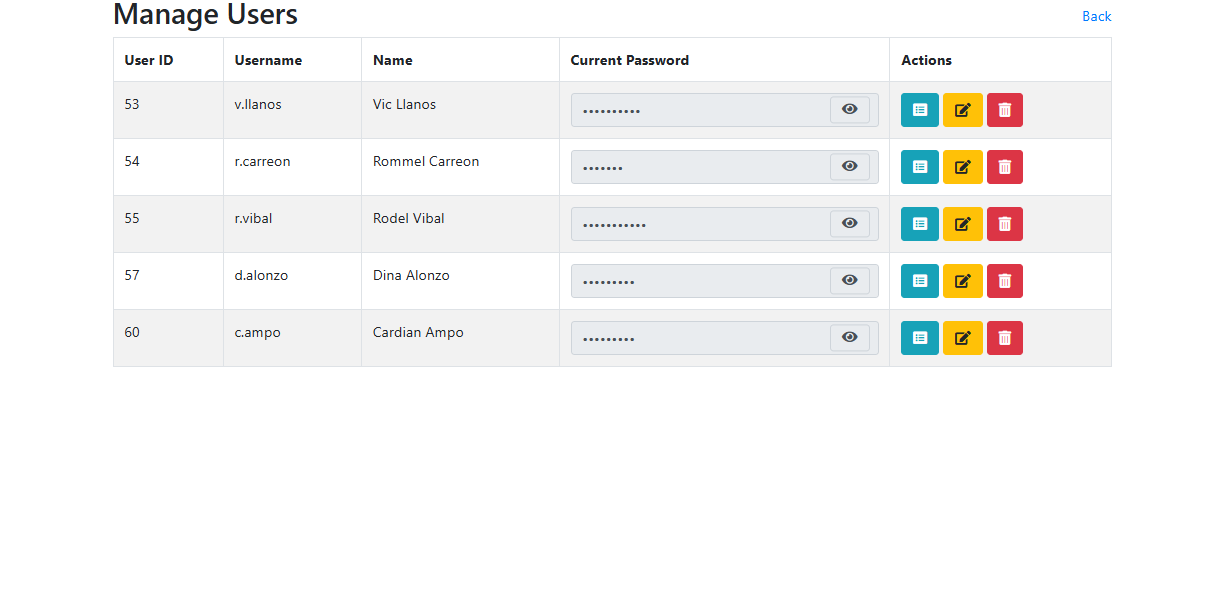 Manage Users
Back
User ID Username Name Current Password Actions
53 v.llanos Vic Llanos ••••••••••
54 r.carreon Rommel Carreon •••••••
55 r.vibal Rodel Vibal •••••••••••
57 d.alonzo Dina Alonzo •••••••••
60 c.ampo Cardian Ampo •••••••••